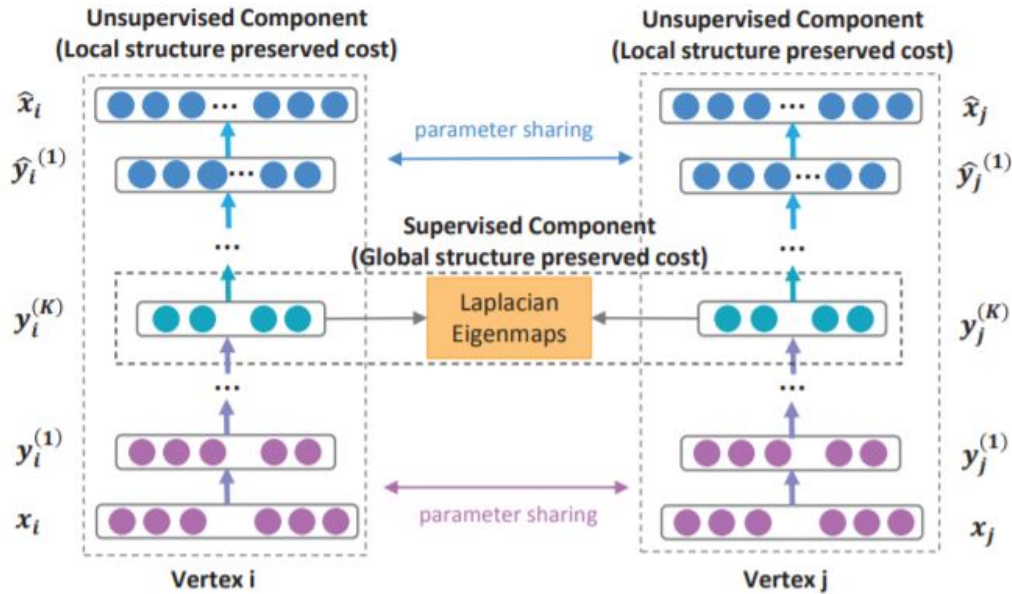 Unsupervised Component
(Local structure preserved cost)
Unsupervised Component
(Local structure preserved cost)
x̂ᵢ
x̂ⱼ
parameter sharing
ŷᵢ⁽¹⁾
ŷⱼ⁽¹⁾
Supervised Component
(Global structure preserved cost)
yᵢ⁽ᴷ⁾
Laplacian
Eigenmaps
yⱼ⁽ᴷ⁾
yᵢ⁽¹⁾
yⱼ⁽¹⁾
parameter sharing
xᵢ
xⱼ
Vertex i
Vertex j